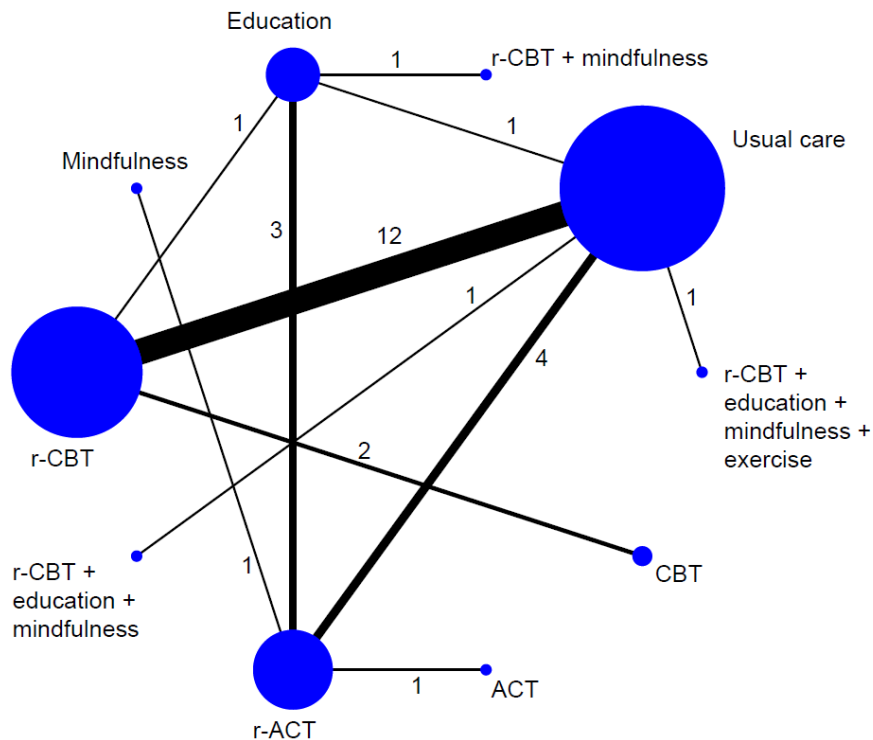 Education
1
r-CBT + mindfulness
1
1
Usual care
Mindfulness
3
12
1
1
4
r-CBT
r-CBT +
education +
mindfulness +
exercise
2
r-CBT +
education +
mindfulness
1
CBT
r-ACT
1
ACT